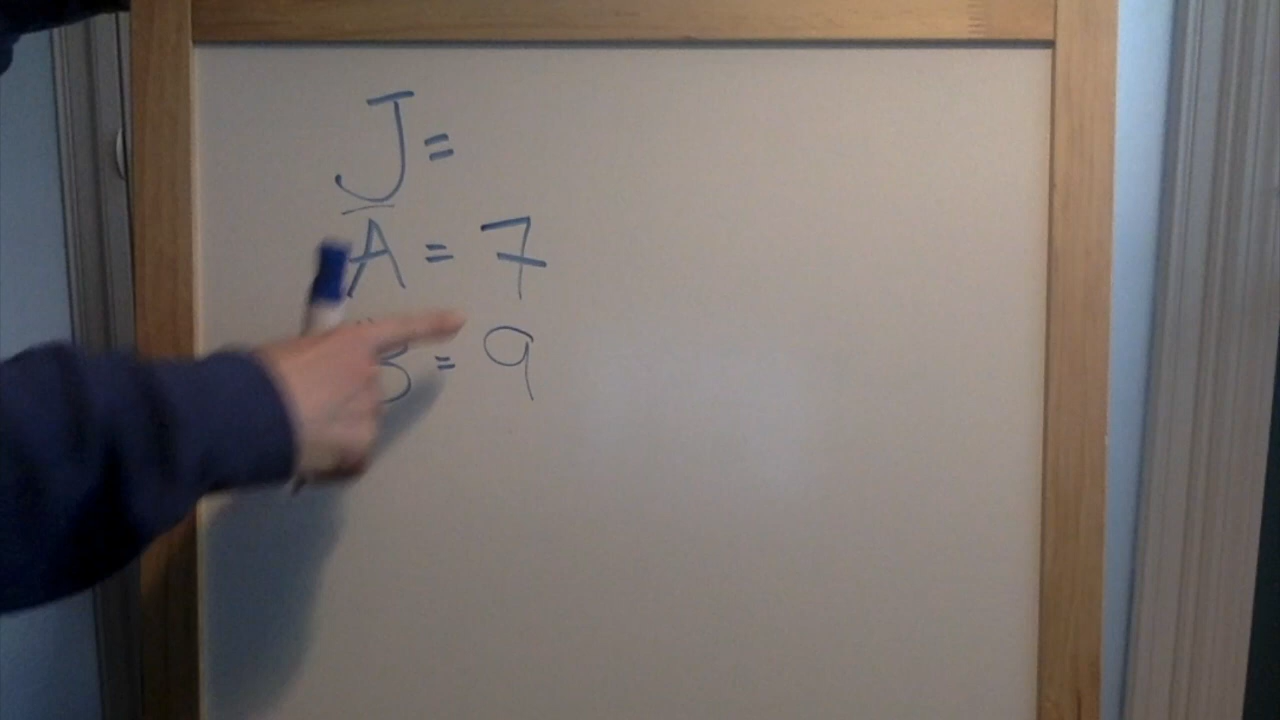 J =
A = 7
= 9